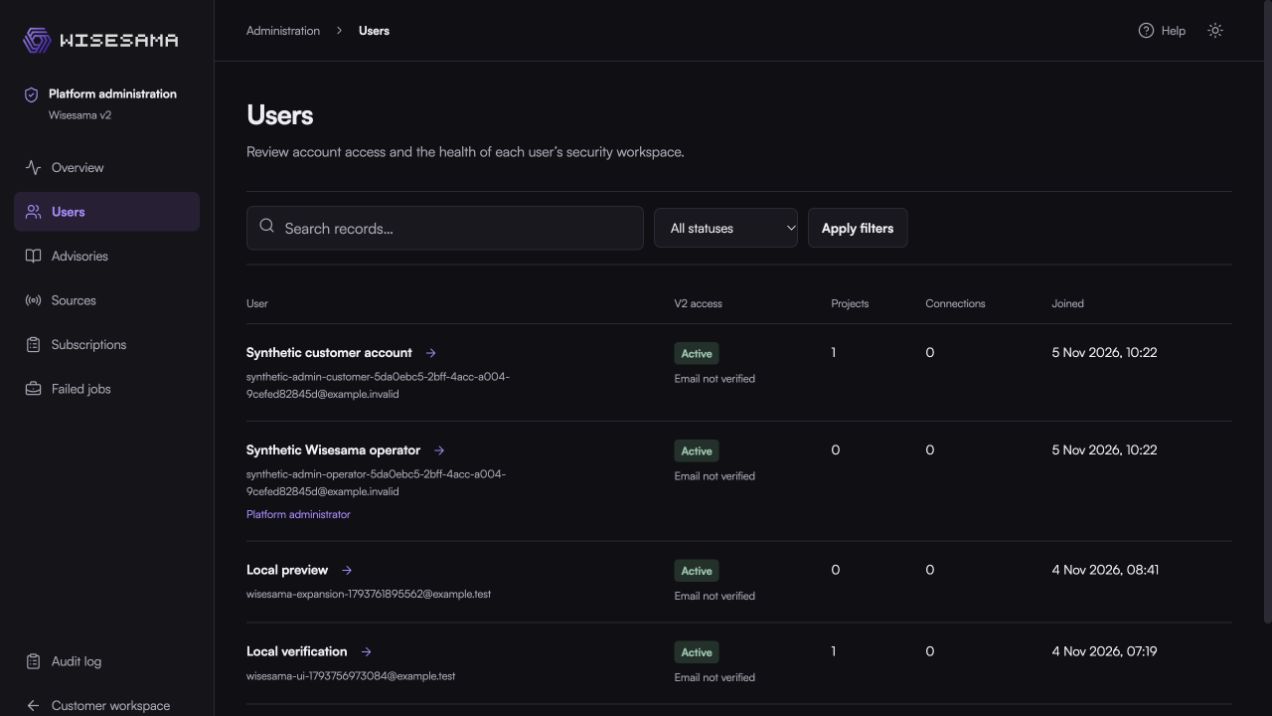 WISESAMA
Administration > Users
Help
Platform administration
Wisesama v2
Overview
Users
Advisories
Sources
Subscriptions
Failed jobs
Audit log
Customer workspace
Users
Review account access and the health of each user's security workspace.
Search records...
All statuses
Apply filters
User V2 access Projects Connections Joined
Synthetic customer account → Active 1 0 5 Nov 2026, 10:22
synthetic-admin-customer-5da0ebc5-2bff-4acc-a004- Email not verified
9cefed82845d@example.invalid
Synthetic Wisesama operator → Active 0 0 5 Nov 2026, 10:22
synthetic-admin-operator-5da0ebc5-2bff-4acc-a004- Email not verified
9cefed82845d@example.invalid
Platform administrator
Local preview → Active 0 0 4 Nov 2026, 08:41
wisesama-expansion-1793761895562@example.test Email not verified
Local verification → Active 1 0 4 Nov 2026, 07:19
wisesama-ui-1793756973084@example.test Email not verified